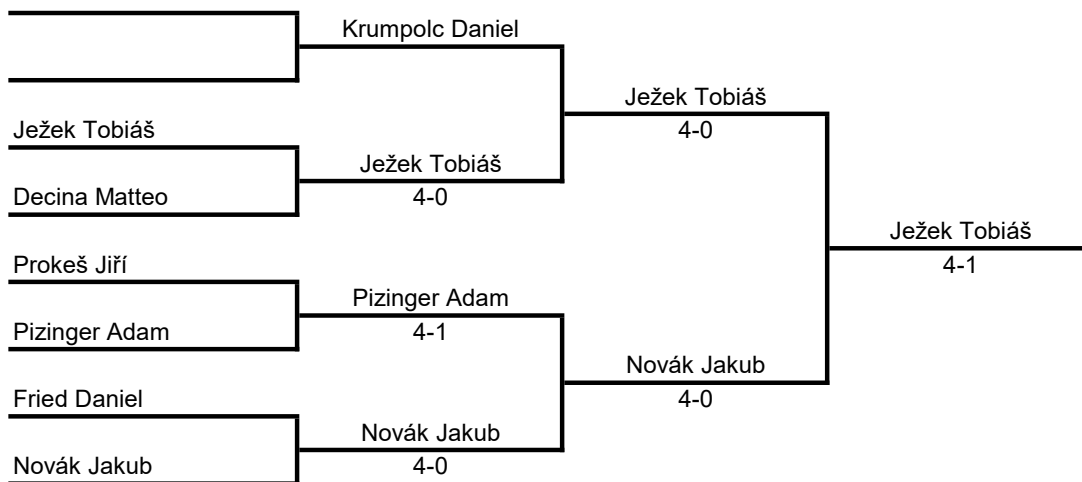 Krumpolc Daniel
Ježek Tobiáš
4-0
Ježek Tobiáš
Ježek Tobiáš
4-0
Decina Matteo
Ježek Tobiáš
4-1
Prokeš Jiří
Pizinger Adam
4-1
Pizinger Adam
Novák Jakub
4-0
Fried Daniel
Novák Jakub
4-0
Novák Jakub